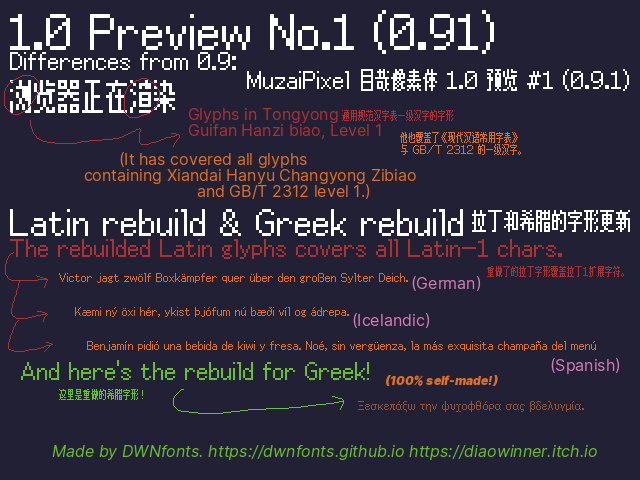 1.0 Preview No.1 (0.91)
Differences from 0.9:
MuzaiPixel 目哉像素体 1.0 预览 #1 (0.9.1)
浏览器正在渲染
Glyphs in Tongyong 通用规范汉字表一级汉字的字形
Guifan Hanzi biao, Level 1
他也覆盖了《现代汉语常用字表》
与 GB/T 2312 的一级汉字。
(It has covered all glyphs
containing Xiandai Hanyu Changyong Zibiao
and GB/T 2312 level 1.)
Latin rebuild & Greek rebuild 拉丁和希腊的字形更新
The rebuilded Latin glyphs covers all Latin-1 chars.
重做了的拉丁字形覆盖拉丁1扩展字符。
Victor jagt zwölf Boxkämpfer quer über den großen Sylter Deich. (German)
Kæmi ný öxi hér, ykist þjófum nú bæði víl og ádrepa. (Icelandic)
Benjamín pidió una bebida de kiwi y fresa. Noé, sin vergüenza, la más exquisita champaña del menú
(Spanish)
And here's the rebuild for Greek! (100% self-made!)
这里是重做的希腊字形！
Ξεσκεπάζω την ψυχοφθόρα σας βδελυγμία.
Made by DWNfonts. https://dwnfonts.github.io https://diaowinner.itch.io